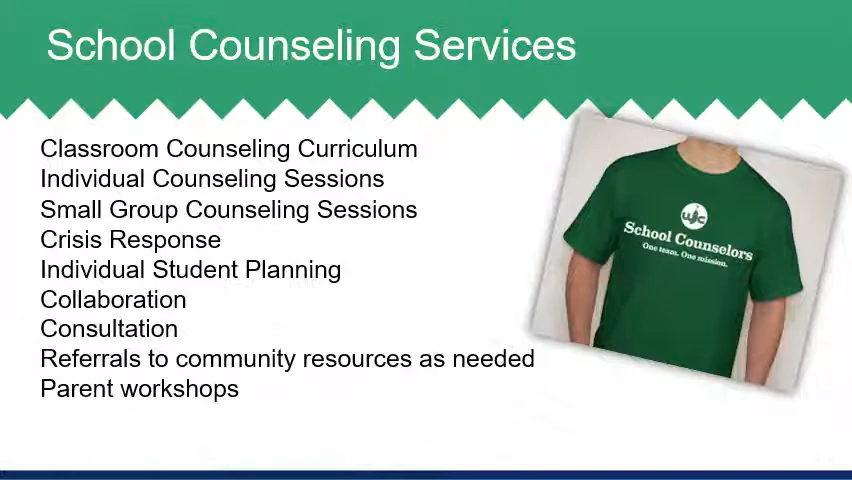 School Counseling Services
Classroom Counseling Curriculum
Individual Counseling Sessions
Small Group Counseling Sessions
Crisis Response
Individual Student Planning
Collaboration
Consultation
Referrals to community resources as needed
Parent workshops
wjc
School Counselors
One team. One mission.